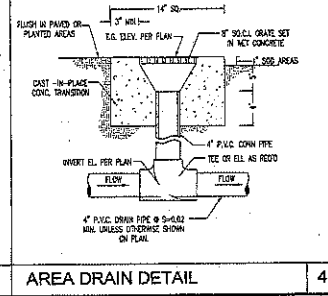 14" SQ.
FLUSH IN PAVED OR
PLANTED AREAS
3" MIN.
F.G. ELEV. PER PLAN
8" SQ.C.I. GRATE SET
IN WET CONCRETE
SOD AREAS
CAST-IN-PLACE
CONC. TRANSITION
4" P.V.C. CONN PIPE
INVERT EL. PER PLAN
TEE OR ELL AS REQ'D
FLOW
FLOW
4" P.V.C. DRAIN PIPE @ S=0.02
MIN. UNLESS OTHERWISE SHOWN
ON PLAN.
AREA DRAIN DETAIL
4